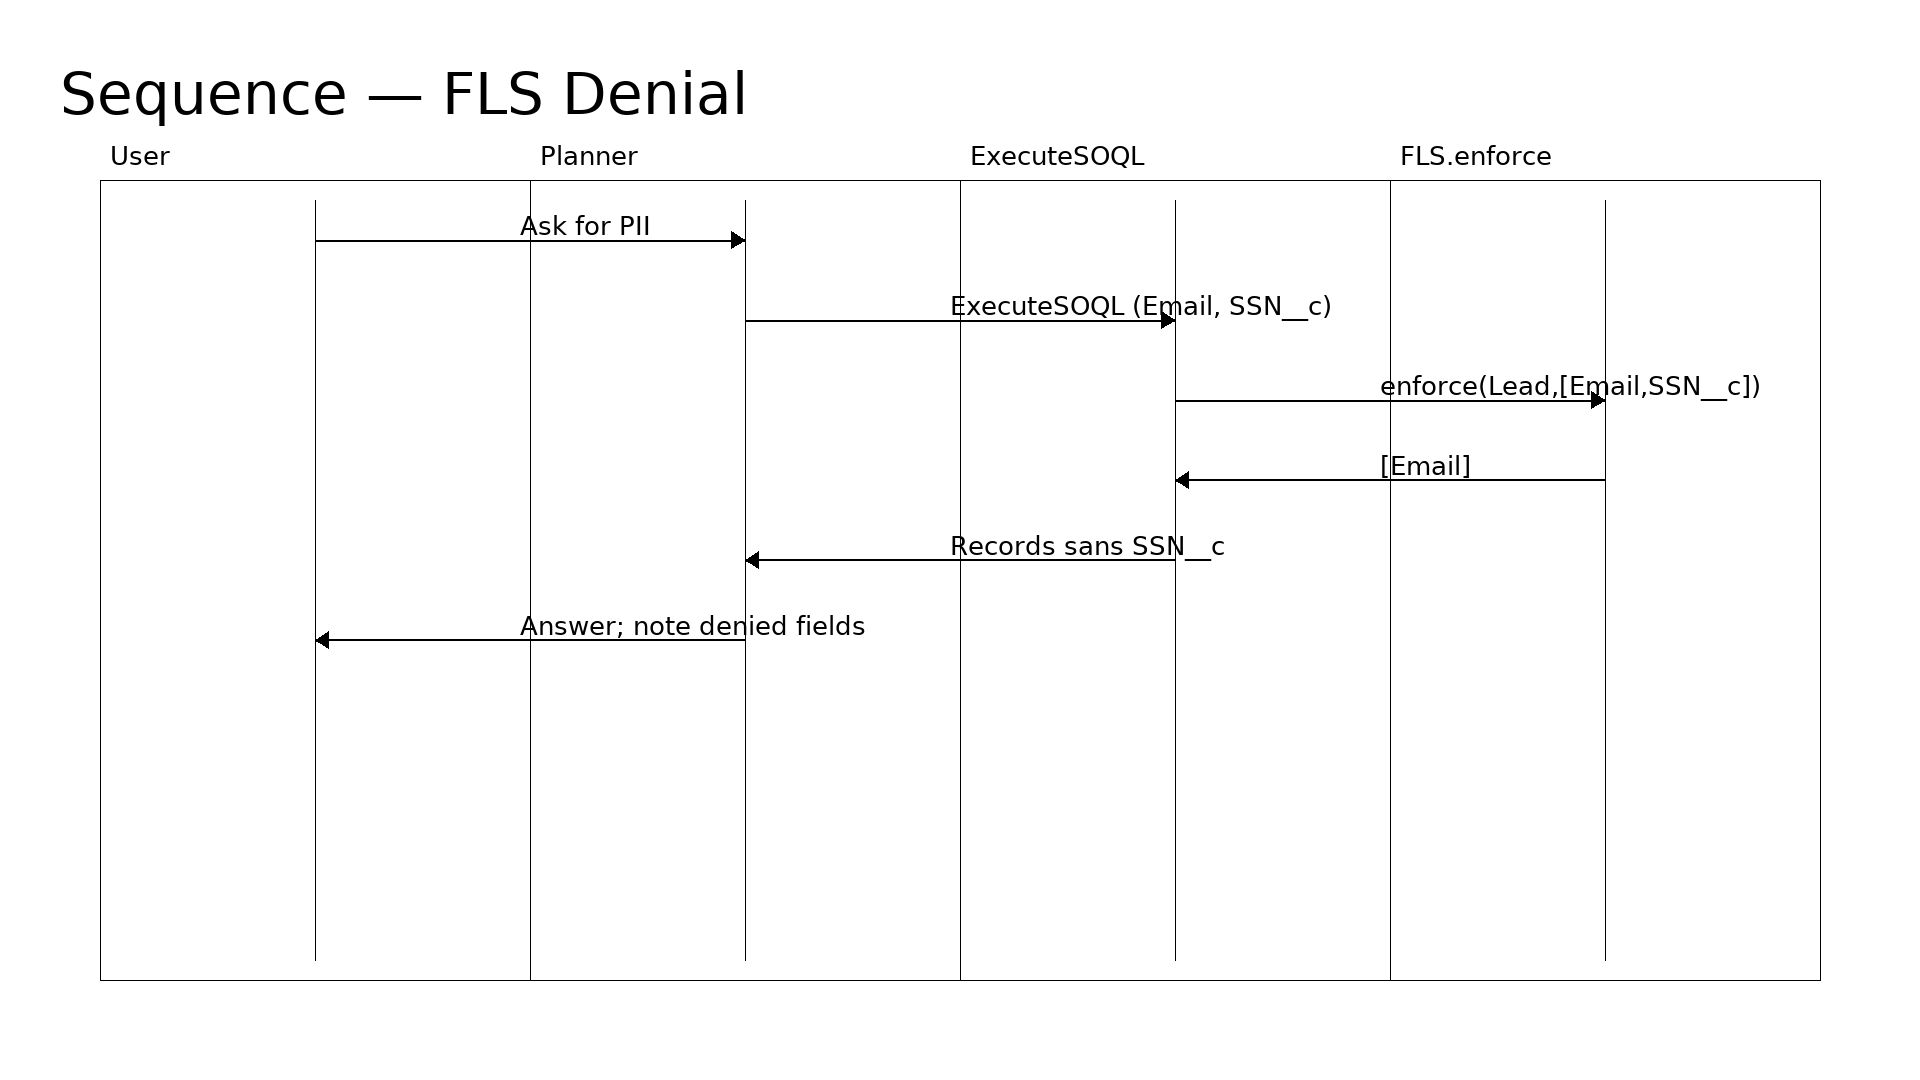 Sequence — FLS Denial
User
Planner
ExecuteSOQL
FLS.enforce
Ask for PII
ExecuteSOQL (Email, SSN__c)
enforce(Lead,[Email,SSN__c])
[Email]
Records sans SSN__c
Answer; note denied fields